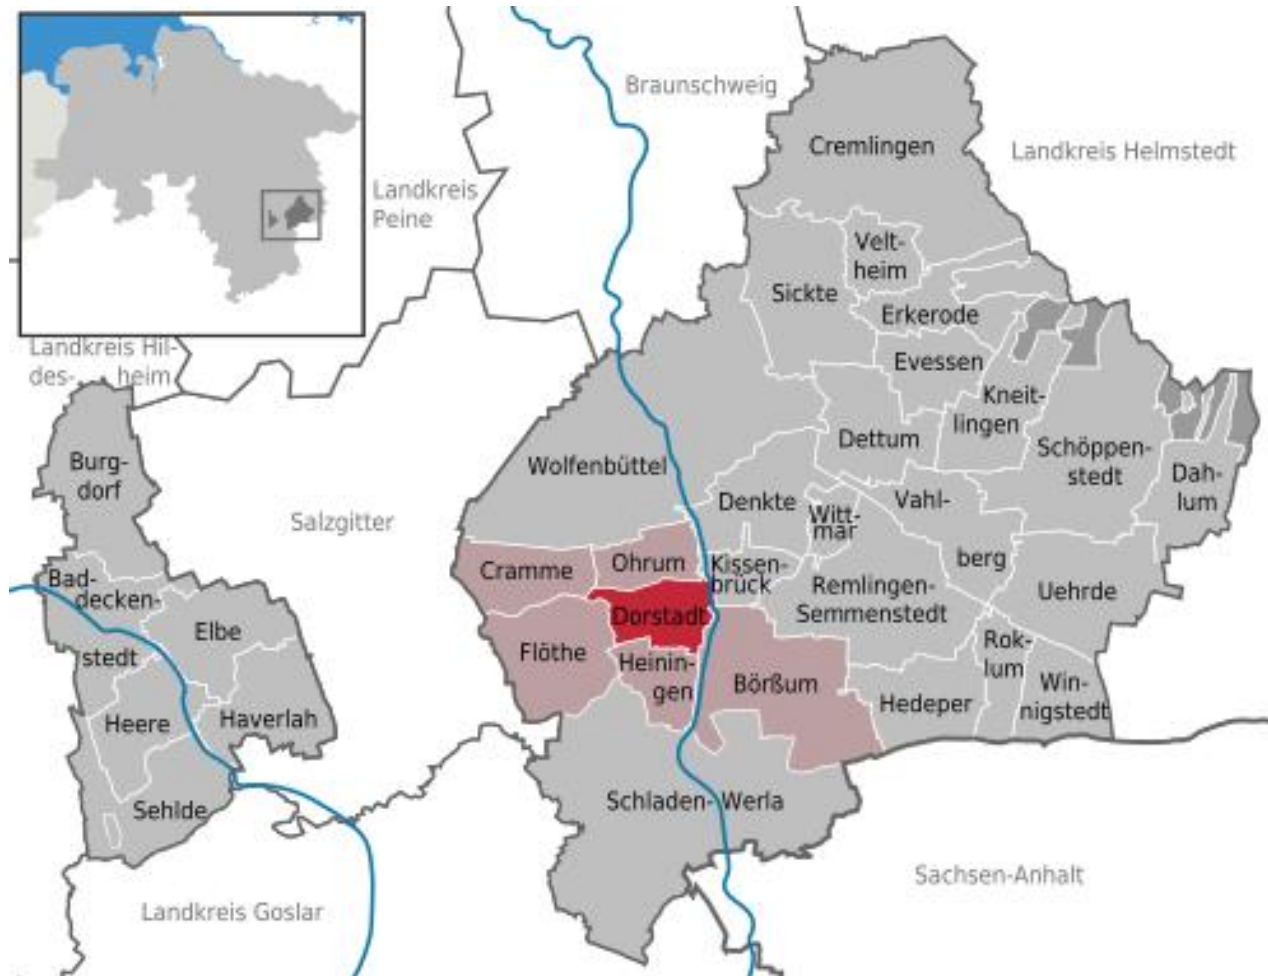 Braunschweig
Cremlingen
Landkreis Helmstedt
Landkreis
Peine
Velt-
heim
Sickte
Erkerode
Landkreis Hil-
des- heim
Evessen
Kneit-
lingen
Dettum
Schöppen-
stedt
Burg-
dorf
Wolfenbüttel
Dah-
lum
Denkte
Vahl-
berg
Witt-
mar
Salzgitter
Ohrum
Cramme
Kissen-
brück
Bad-
decken-
stedt
Remlingen-
Semmenstedt
Uehrde
Dorstadt
Elbe
Flöthe
Heinin-
gen
Rok-
lum
Börßum
Win-
nigstedt
Heere
Haverlah
Hedeper
Sehlde
Schladen- Werla
Sachsen-Anhalt
Landkreis Goslar